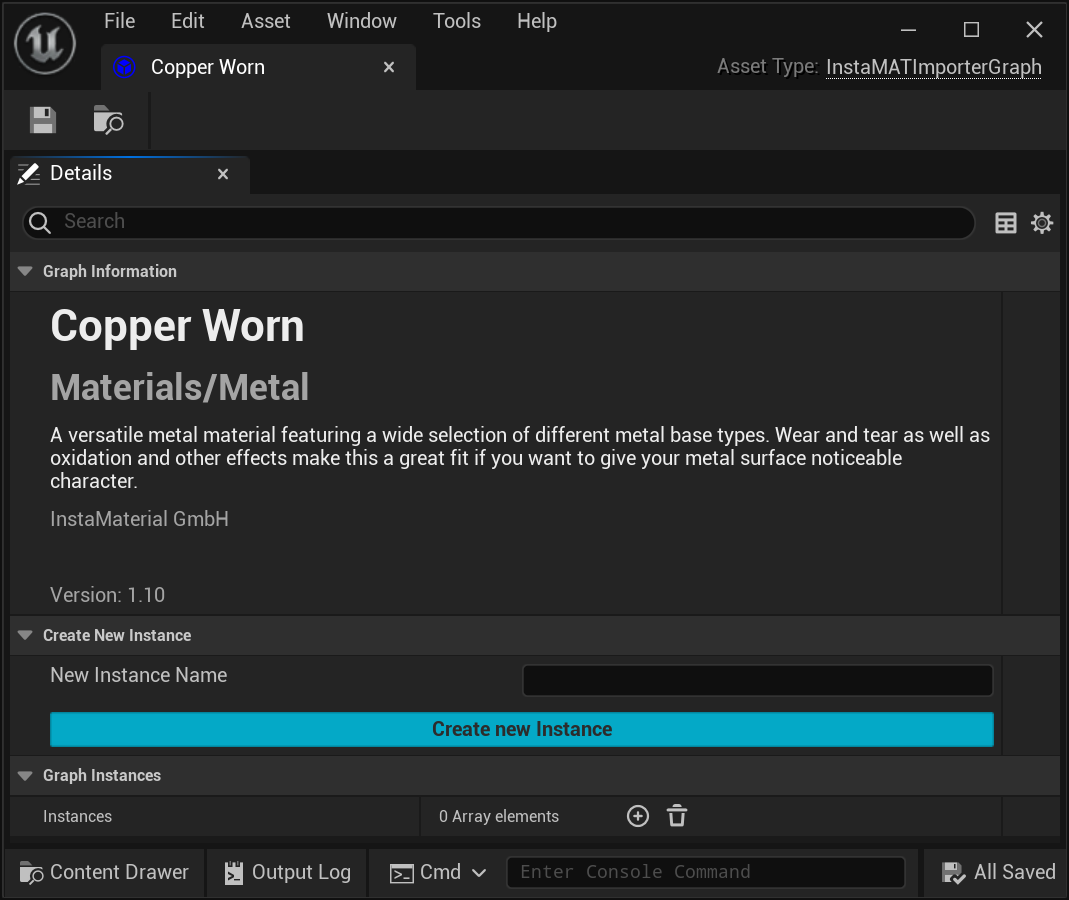 File Edit Asset Window Tools Help
Copper Worn
Asset Type: InstaMATImporterGraph
Details
Search
Graph Information
Copper Worn
Materials/Metal
A versatile metal material featuring a wide selection of different metal base types. Wear and tear as well as
oxidation and other effects make this a great fit if you want to give your metal surface noticeable
character.
InstaMaterial GmbH
Version: 1.10
Create New Instance
New Instance Name
Create new Instance
Graph Instances
Instances 0 Array elements
Content Drawer Output Log Cmd Enter Console Command All Saved